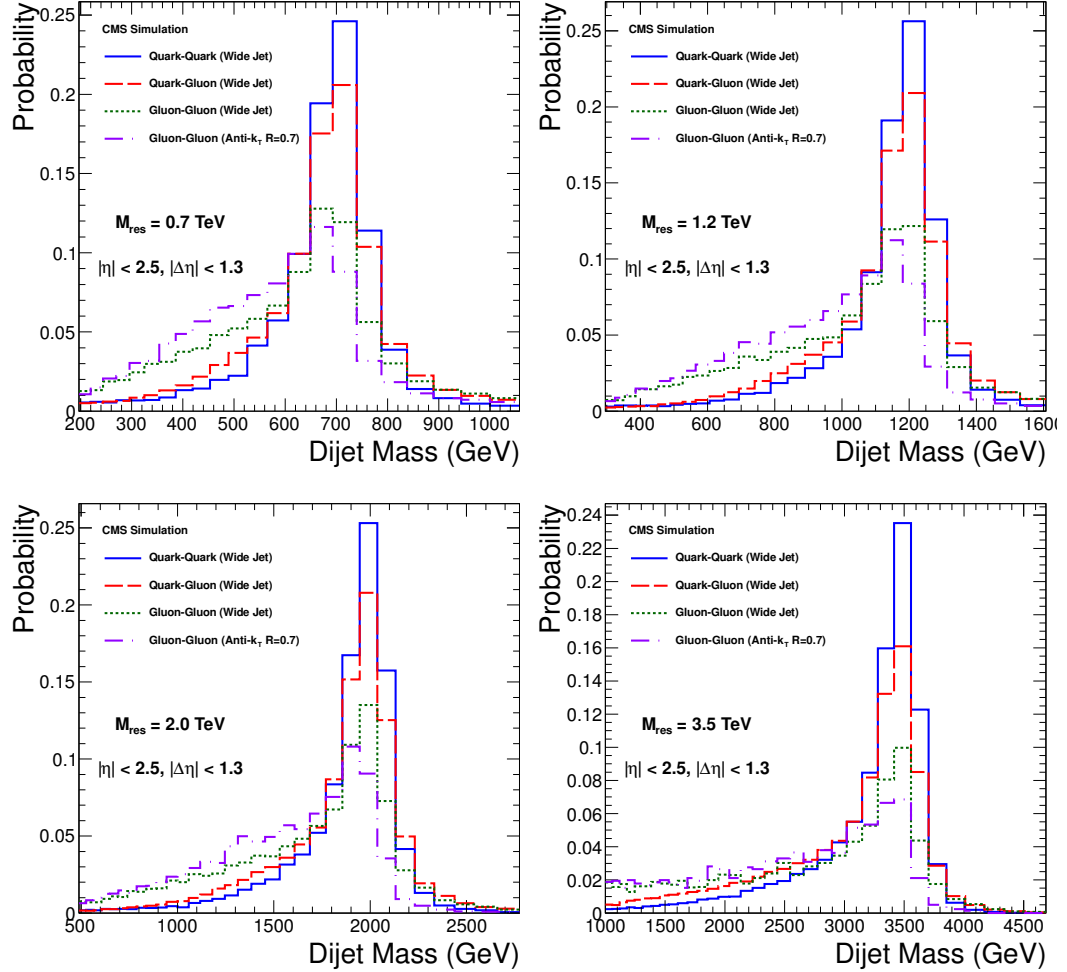 Probability
CMS Simulation
Quark-Quark (Wide Jet)
Quark-Gluon (Wide Jet)
Gluon-Gluon (Wide Jet)
Gluon-Gluon (Anti-k_T R=0.7)
M_res = 0.7 TeV
|η| < 2.5, |Δη| < 1.3
0.25
0.2
0.15
0.1
0.05
0
200 300 400 500 600 700 800 900 1000
Dijet Mass (GeV)
Probability
CMS Simulation
Quark-Quark (Wide Jet)
Quark-Gluon (Wide Jet)
Gluon-Gluon (Wide Jet)
Gluon-Gluon (Anti-k_T R=0.7)
M_res = 1.2 TeV
|η| < 2.5, |Δη| < 1.3
0.25
0.2
0.15
0.1
0.05
0
400 600 800 1000 1200 1400 1600
Dijet Mass (GeV)
Probability
CMS Simulation
Quark-Quark (Wide Jet)
Quark-Gluon (Wide Jet)
Gluon-Gluon (Wide Jet)
Gluon-Gluon (Anti-k_T R=0.7)
M_res = 2.0 TeV
|η| < 2.5, |Δη| < 1.3
0.25
0.2
0.15
0.1
0.05
0
500 1000 1500 2000 2500
Dijet Mass (GeV)
Probability
CMS Simulation
Quark-Quark (Wide Jet)
Quark-Gluon (Wide Jet)
Gluon-Gluon (Wide Jet)
Gluon-Gluon (Anti-k_T R=0.7)
M_res = 3.5 TeV
|η| < 2.5, |Δη| < 1.3
0.24
0.22
0.2
0.18
0.16
0.14
0.12
0.1
0.08
0.06
0.04
0.02
0
1000 1500 2000 2500 3000 3500 4000 4500
Dijet Mass (GeV)